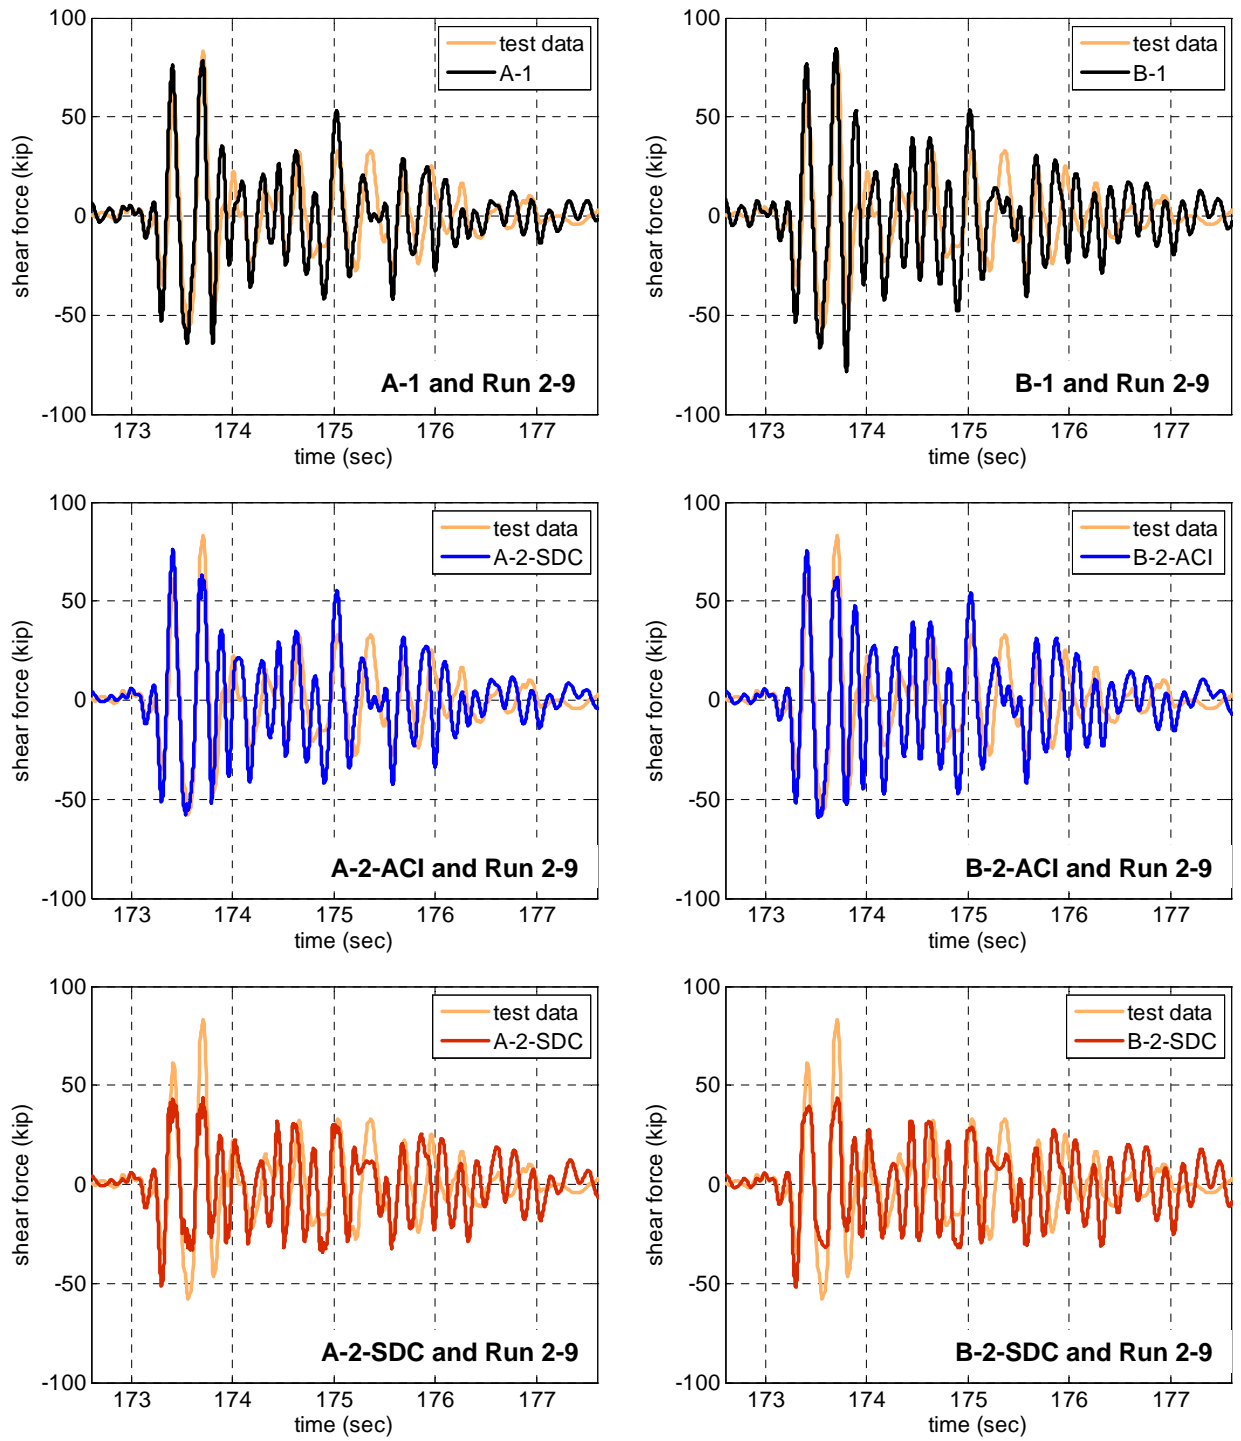 100
50
0
-50
-100
shear force (kip)
test data
A-1
A-1 and Run 2-9
173 174 175 176 177
time (sec)
100
50
0
-50
-100
shear force (kip)
test data
B-1
B-1 and Run 2-9
173 174 175 176 177
time (sec)
100
50
0
-50
-100
shear force (kip)
test data
A-2-SDC
A-2-ACI and Run 2-9
173 174 175 176 177
time (sec)
100
50
0
-50
-100
shear force (kip)
test data
B-2-ACI
B-2-ACI and Run 2-9
173 174 175 176 177
time (sec)
100
50
0
-50
-100
shear force (kip)
test data
A-2-SDC
A-2-SDC and Run 2-9
173 174 175 176 177
time (sec)
100
50
0
-50
-100
shear force (kip)
test data
B-2-SDC
B-2-SDC and Run 2-9
173 174 175 176 177
time (sec)